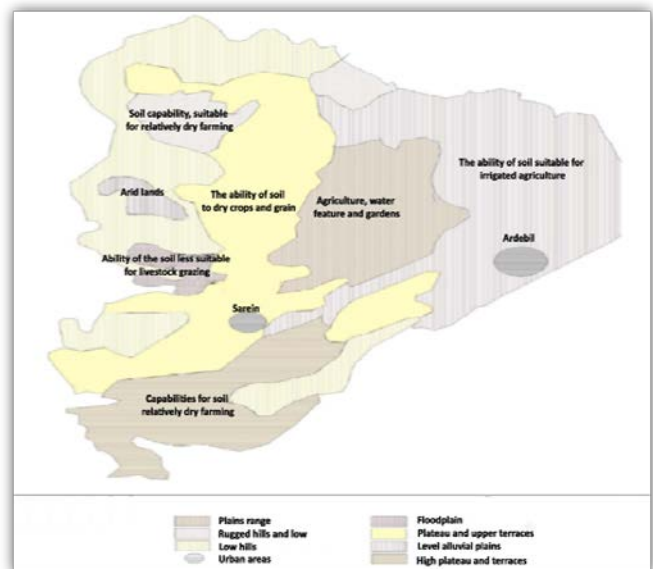 Soil capability, suitable
for relatively dry farming
The ability of soil suitable for
irrigated agriculture
Arid lands
The ability of soil
to dry crops and grain
Agriculture, water
feature and gardens
Ardebil
Ability of the soil less suitable
for livestock grazing
Sarein
Capabilities for soil
relatively dry farming
Plains range
Rugged hills and low
Low hills
Urban areas
Floodplain
Plateau and upper terraces
Level alluvial plains
High plateau and terraces